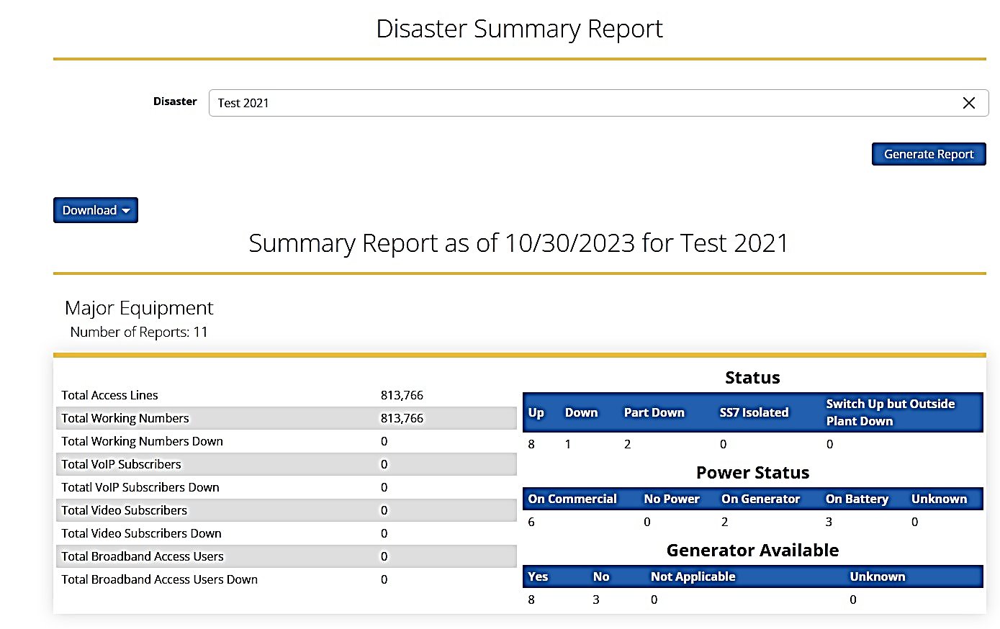 Disaster Summary Report
Disaster Test 2021
Generate Report
Download
Summary Report as of 10/30/2023 for Test 2021
Major Equipment
Number of Reports: 11
Total Access Lines 813,766
Total Working Numbers 813,766
Total Working Numbers Down 0
Total VoIP Subscribers 0
Totatl VoIP Subscribers Down 0
Total Video Subscribers 0
Total Video Subscribers Down 0
Total Broadband Access Users 0
Total Broadband Access Users Down 0
Status
Up Down Part Down SS7 Isolated Switch Up but Outside
Plant Down
8 1 2 0 0
Power Status
On Commercial No Power On Generator On Battery Unknown
6 0 2 3 0
Generator Available
Yes No Not Applicable Unknown
8 3 0 0